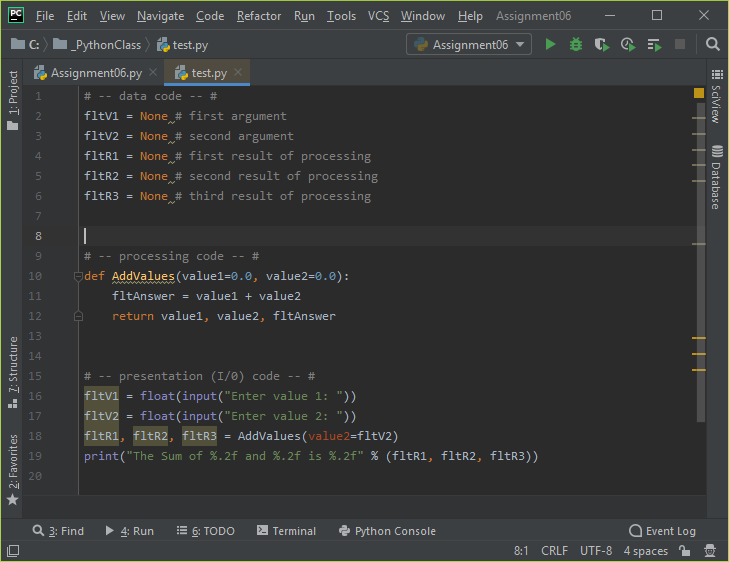 PC File Edit View Navigate Code Refactor Run Tools VCS Window Help Assignment06
C: _PythonClass test.py Assignment06
Assignment06.py test.py
1: Project
7: Structure
2: Favorites
1 # -- data code -- #
2 fltV1 = None # first argument
3 fltV2 = None # second argument
4 fltR1 = None # first result of processing
5 fltR2 = None # second result of processing
6 fltR3 = None # third result of processing
7
8
9 # -- processing code -- #
10 def AddValues(value1=0.0, value2=0.0):
11 fltAnswer = value1 + value2
12 return value1, value2, fltAnswer
13
14
15 # -- presentation (I/0) code -- #
16 fltV1 = float(input("Enter value 1: "))
17 fltV2 = float(input("Enter value 2: "))
18 fltR1, fltR2, fltR3 = AddValues(value2=fltV2)
19 print("The Sum of %.2f and %.2f is %.2f" % (fltR1, fltR2, fltR3))
20
SciView
Database
3: Find 4: Run 6: TODO Terminal Python Console Event Log
8:1 CRLF UTF-8 4 spaces